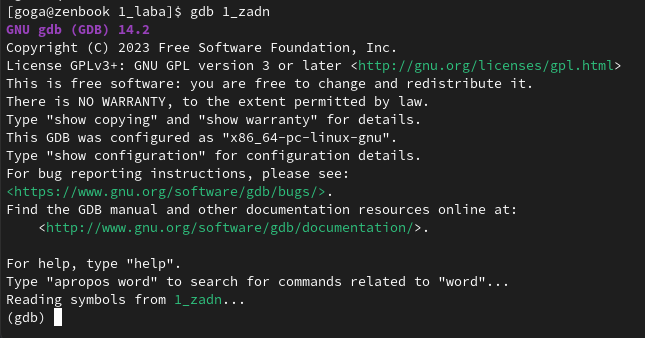 [goga@zenbook 1_laba]$ gdb 1_zadn
GNU gdb (GDB) 14.2
Copyright (C) 2023 Free Software Foundation, Inc.
License GPLv3+: GNU GPL version 3 or later <http://gnu.org/licenses/gpl.html>
This is free software: you are free to change and redistribute it.
There is NO WARRANTY, to the extent permitted by law.
Type "show copying" and "show warranty" for details.
This GDB was configured as "x86_64-pc-linux-gnu".
Type "show configuration" for configuration details.
For bug reporting instructions, please see:
<https://www.gnu.org/software/gdb/bugs/>.
Find the GDB manual and other documentation resources online at:
    <http://www.gnu.org/software/gdb/documentation/>.

For help, type "help".
Type "apropos word" to search for commands related to "word"...
Reading symbols from 1_zadn...
(gdb)